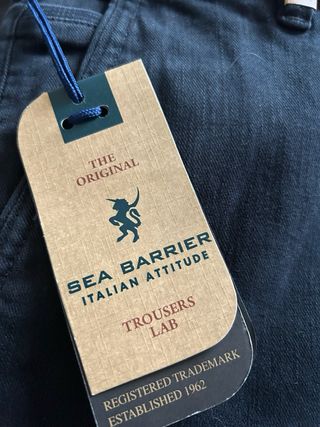 THE
ORIGINAL
SEA BARRIER
ITALIAN ATTITUDE
TROUSERS
LAB
REGISTERED TRADEMARK
ESTABLISHED 1962